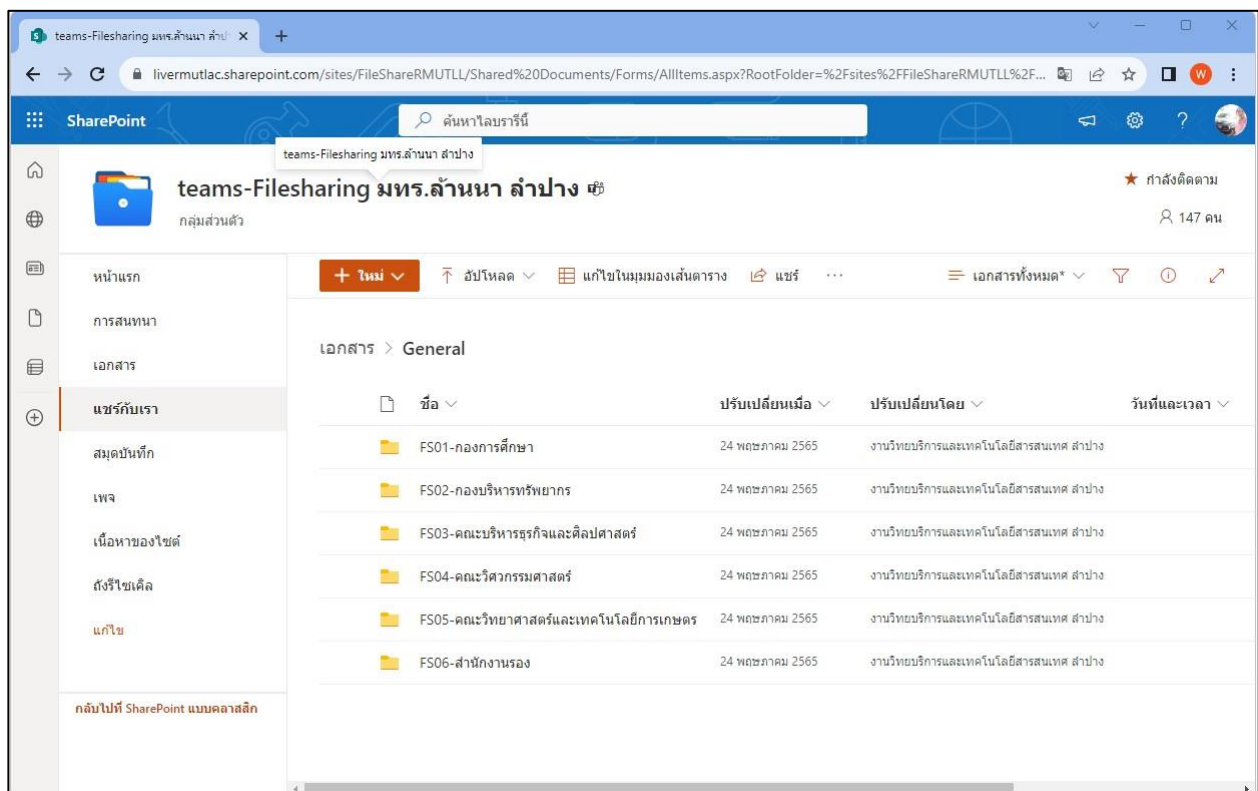 teams-Filesharing มทร.ล้านนา ลำป
livermutlac.sharepoint.com/sites/FileShareRMUTLL/Shared%20Documents/Forms/AllItems.aspx?RootFolder=%2Fsites%2FFileShareRMUTLL%2F...
W
SharePoint
ค้นหาไลบรารีนี้
teams-Filesharing มทร.ล้านนา ลำปาง
teams-Filesharing มทร.ล้านนา ลำปาง
กำลังติดตาม
กลุ่มส่วนตัว
147 คน
หน้าแรก
การสนทนา
เอกสาร
แชร์กับเรา
สมุดบันทึก
เพจ
เนื้อหาของไซต์
ถังรีไซเคิล
แก้ไข
กลับไปที่ SharePoint แบบคลาสสิก
+ ใหม่ อัปโหลด แก้ไขในมุมมองเส้นตาราง แชร์ ... เอกสารทั้งหมด*
เอกสาร > General
ชื่อ ปรับเปลี่ยนเมื่อ ปรับเปลี่ยนโดย วันที่และเวลา
FS01-กองการศึกษา 24 พฤษภาคม 2565 งานวิทยบริการและเทคโนโลยีสารสนเทศ ลำปาง
FS02-กองบริหารทรัพยากร 24 พฤษภาคม 2565 งานวิทยบริการและเทคโนโลยีสารสนเทศ ลำปาง
FS03-คณะบริหารธุรกิจและศิลปศาสตร์ 24 พฤษภาคม 2565 งานวิทยบริการและเทคโนโลยีสารสนเทศ ลำปาง
FS04-คณะวิศวกรรมศาสตร์ 24 พฤษภาคม 2565 งานวิทยบริการและเทคโนโลยีสารสนเทศ ลำปาง
FS05-คณะวิทยาศาสตร์และเทคโนโลยีการเกษตร 24 พฤษภาคม 2565 งานวิทยบริการและเทคโนโลยีสารสนเทศ ลำปาง
FS06-สำนักงานรอง 24 พฤษภาคม 2565 งานวิทยบริการและเทคโนโลยีสารสนเทศ ลำปาง